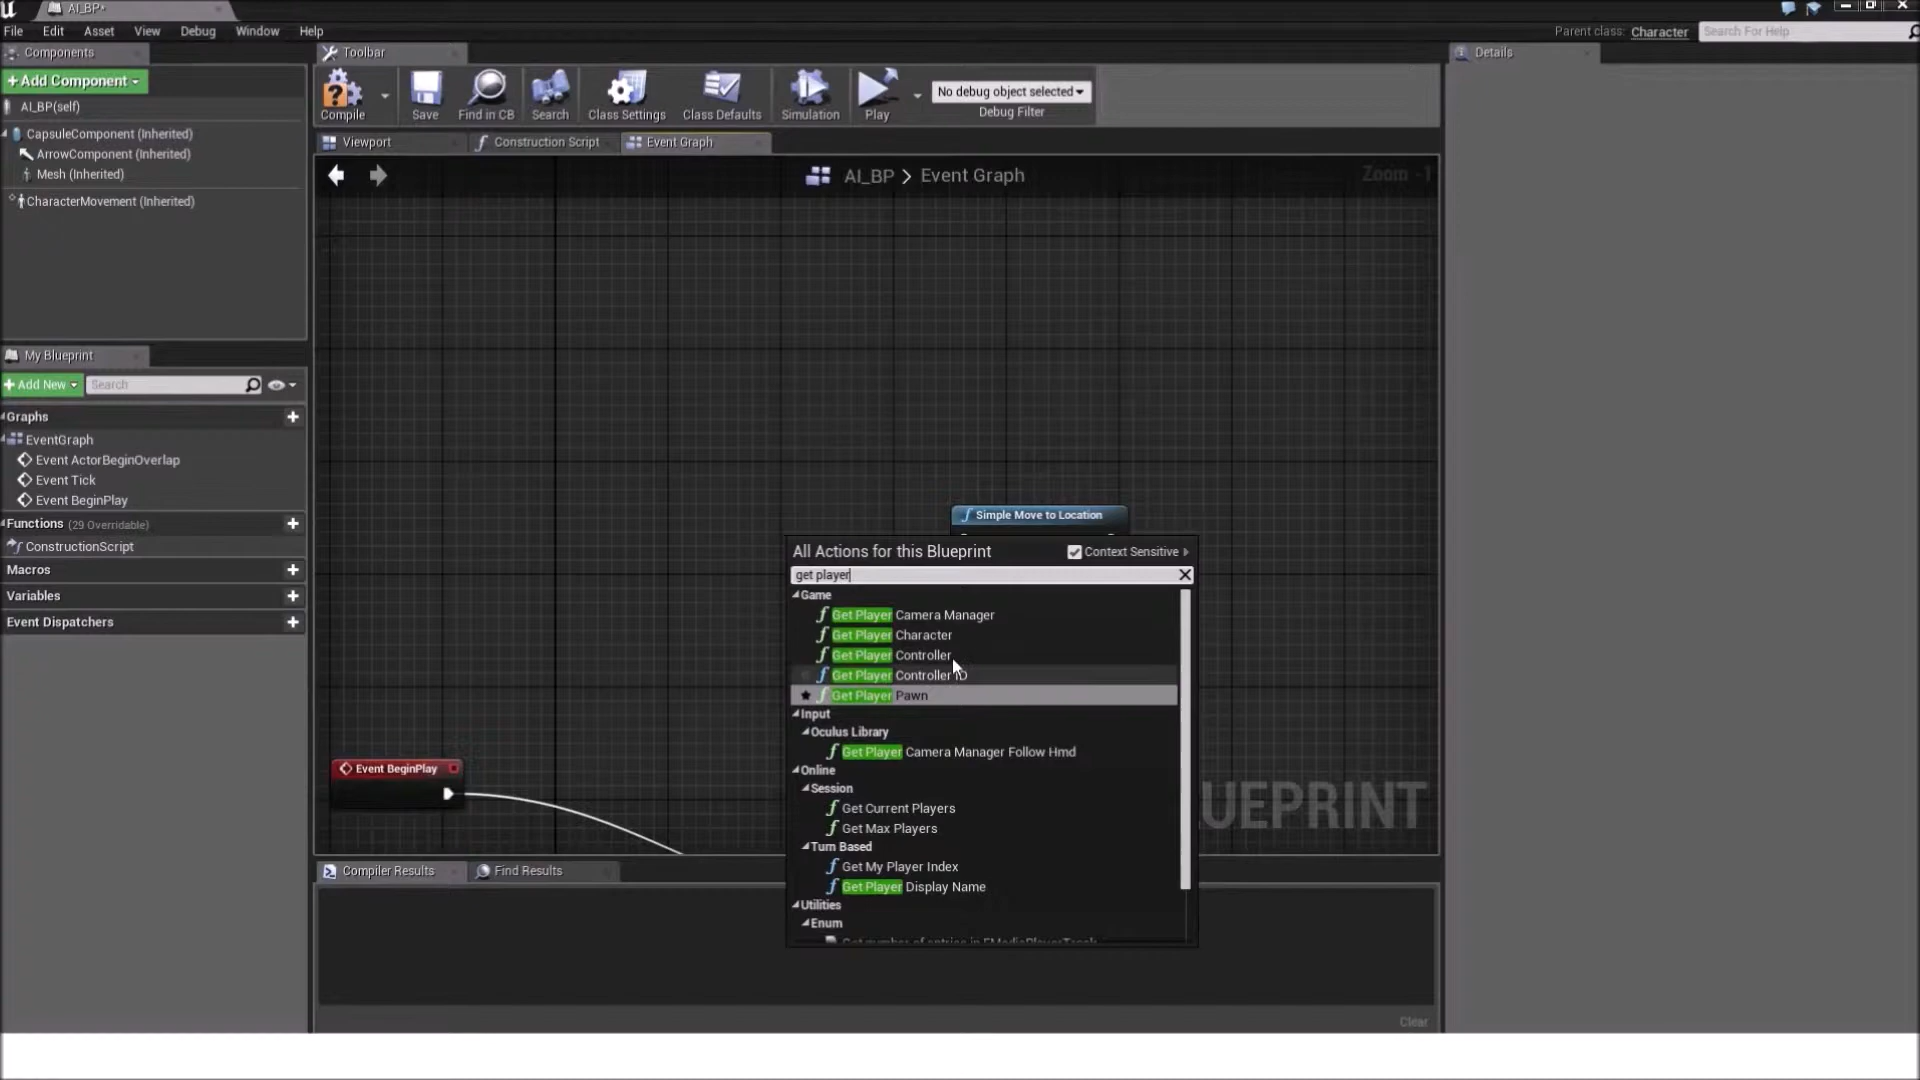 AI_BP*
File Edit Asset View Debug Window Help
Parent class: Character
Search For Help
Components
+Add Component
AI_BP(self)
CapsuleComponent (Inherited)
ArrowComponent (Inherited)
Mesh (Inherited)
CharacterMovement (Inherited)
My Blueprint
+Add New
Search
Graphs
EventGraph
Event ActorBeginOverlap
Event Tick
Event BeginPlay
Functions (29 Overridable)
ConstructionScript
Macros
Variables
Event Dispatchers
Toolbar
Compile
Save
Find in CB
Search
Class Settings
Class Defaults
Simulation
Play
No debug object selected
Debug Filter
Viewport
Construction Script
Event Graph
AI_BP > Event Graph
Zoom -1
Simple Move to Location
Event BeginPlay
All Actions for this Blueprint
Context Sensitive
get player
Game
Get Player Camera Manager
Get Player Character
Get Player Controller
Get Player Controller ID
Get Player Pawn
Input
Oculus Library
Get Player Camera Manager Follow Hmd
Online
Session
Get Current Players
Get Max Players
Turn Based
Get My Player Index
Get Player Display Name
Utilities
Enum
UEPRINT
Compiler Results
Find Results
Clear
Details